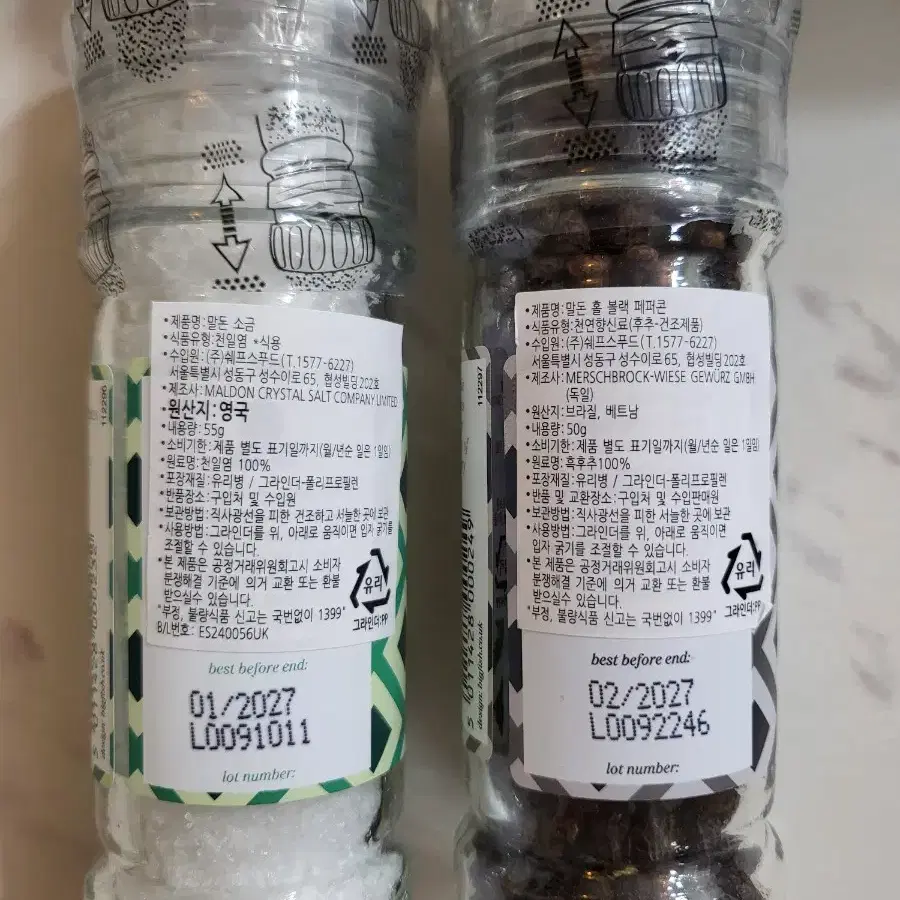 •제품명:말돈 소금
•식품유형:천일염 *식용
•수입원:(주)쉐프스푸드(T.1577-6227)
서울특별시 성동구 성수이로65, 협성빌딩 202호
•제조사:MALDON CRYSTAL SALT COMPANY LIMITED
•원산지:영국
•내용량:55g
•소비기한:제품 별도 표기일까지(월/년순 일은 1일임)
•원료명:천일염 100%
•포장재질:유리병 / 그라인더-폴리프로필렌
•반품장소:구입처 및 수입원
•보관방법:직사광선을 피한 건조하고 서늘한 곳에 보관
•사용방법:그라인더를 위, 아래로 움직이면 입자 굵기를
조절할 수 있습니다.
•본 제품은 공정거래위원회고시 소비자
분쟁해결 기준에 의거 교환 또는 환불
받으실수 있습니다.
"부정, 불량식품 신고는 국번없이 1399"
B/L번호: ES240056UK
유리
그라인더:PP
best before end:
01/2027
L0091011
lot number:
112296
•제품명:말돈 홀 블랙 페퍼콘
•식품유형:천연향신료(후추-건조제품)
•수입원:(주)쉐프스푸드(T.1577-6227)
서울특별시 성동구 성수이로65, 협성빌딩202호
•제조사:MERSCHBROCK-WIESE GEWÜRZ GMBH
(독일)
•원산지:브라질, 베트남
•내용량:50g
•소비기한:제품 별도 표기일까지(월/년순 일은 1일임)
•원료명:흑후추100%
•포장재질:유리병 / 그라인더-폴리프로필렌
•반품 및 교환장소:구입처 및 수입판매원
•보관방법:직사광선을 피한 건조하고 서늘한 곳에 보관
•사용방법:그라인더를 위, 아래로 움직이면
입자 굵기를 조절할 수 있습니다.
•본 제품은 공정거래위원회고시 소비자
분쟁해결 기준에 의거 교환 또는 환불
받으실수 있습니다.
"부정, 불량식품 신고는 국번없이 1399"
유리
그라인더:PP
best before end:
02/2027
L0092246
lot number:
112297
design: bigfish.co.uk